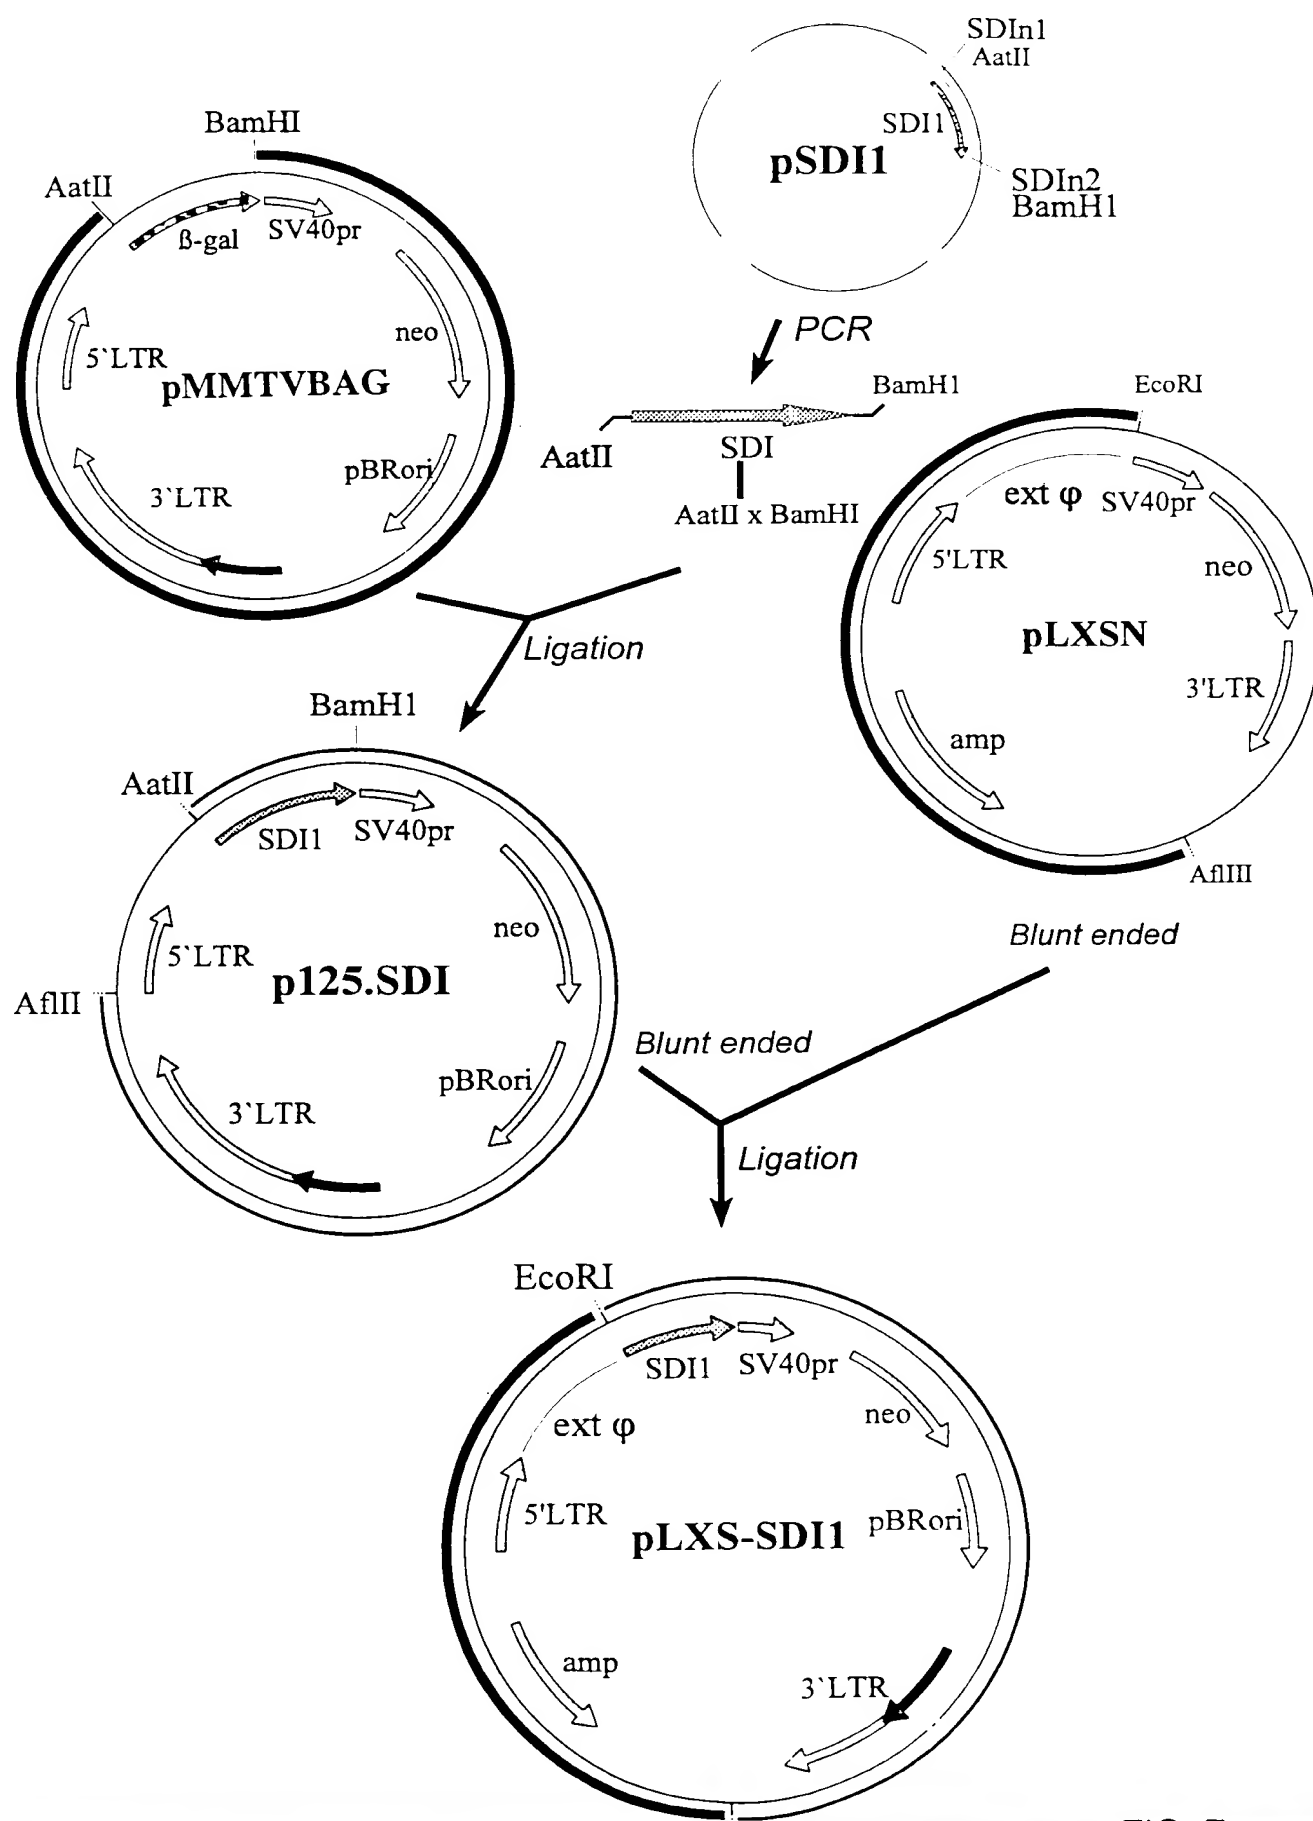 SDIn1
AatII
SDI1
pSDI1
SDIn2
BamH1
BamHI
AatII
ß-gal
SV40pr
neo
5`LTR
pMMTVBAG
pBRori
3`LTR
PCR
BamH1
AatII
SDI
AatII x BamHI
EcoRI
ext φ
SV40pr
5'LTR
neo
pLXSN
3'LTR
amp
AflIII
Ligation
BamH1
AatII
SDI1
SV40pr
neo
5`LTR
p125.SDI
AflII
pBRori
3`LTR
Blunt ended
Blunt ended
Ligation
EcoRI
SDI1
SV40pr
ext φ
neo
5'LTR
pLXS-SDI1
pBRori
amp
3`LTR